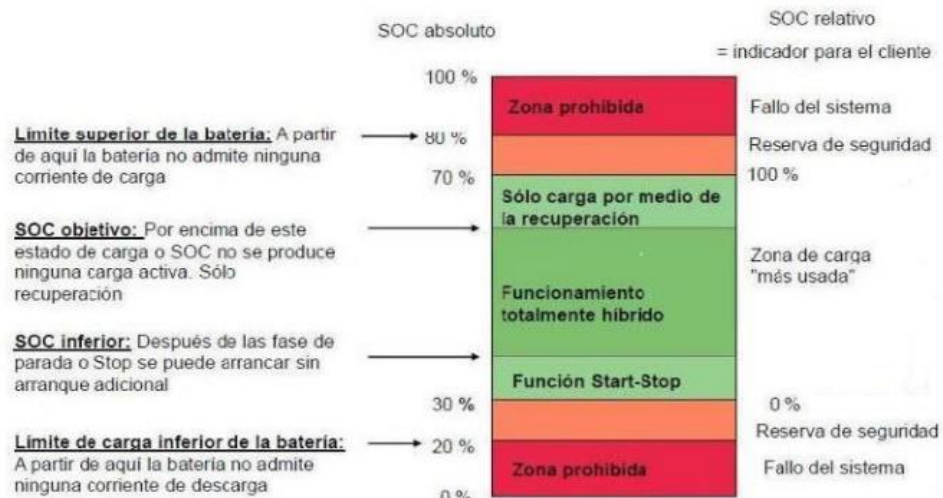 SOC absoluto
SOC relativo
= indicador para el cliente
100 %
Zona prohibida
Fallo del sistema
Límite superior de la batería: A partir
de aquí la batería no admite ninguna
corriente de carga
80 %
Reserva de seguridad
70 %
100 %
Sólo carga por medio de
la recuperación
SOC objetivo: Por encima de este
estado de carga o SOC no se produce
ninguna carga activa. Sólo
recuperación
Zona de carga
"más usada"
Funcionamiento
totalmente híbrido
SOC inferior: Después de las fase de
parada o Stop se puede arrancar sin
arranque adicional
Función Start-Stop
30 %
0 %
Reserva de seguridad
Límite de carga inferior de la batería:
A partir de aquí la batería no admite
ninguna corriente de descarga
20 %
Zona prohibida
Fallo del sistema
0 %